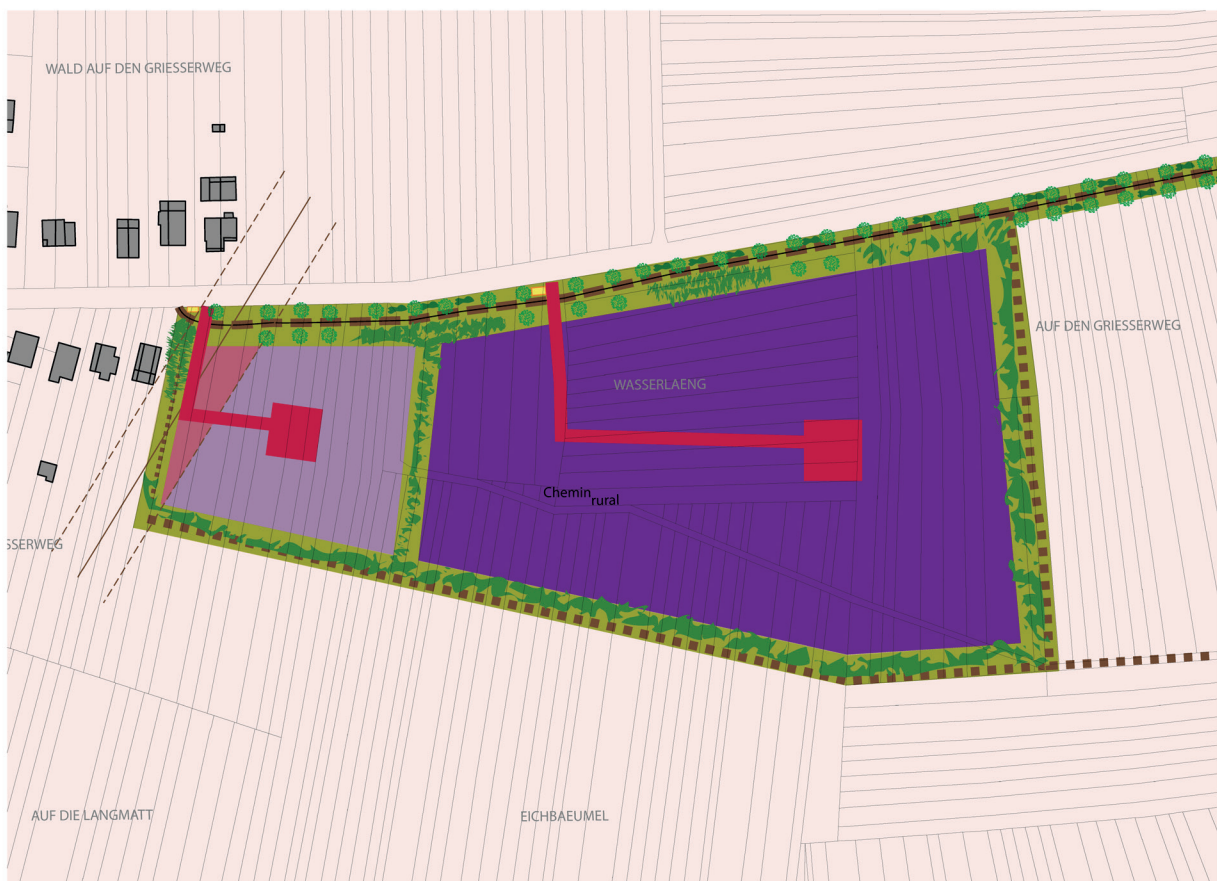 WALD AUF DEN GRIESSERWEG
AUF DEN GRIESSERWEG
WASSERLAENG
Chemin rural
SSERWEG
AUF DIE LANGMATT
EICHBAEUMEL